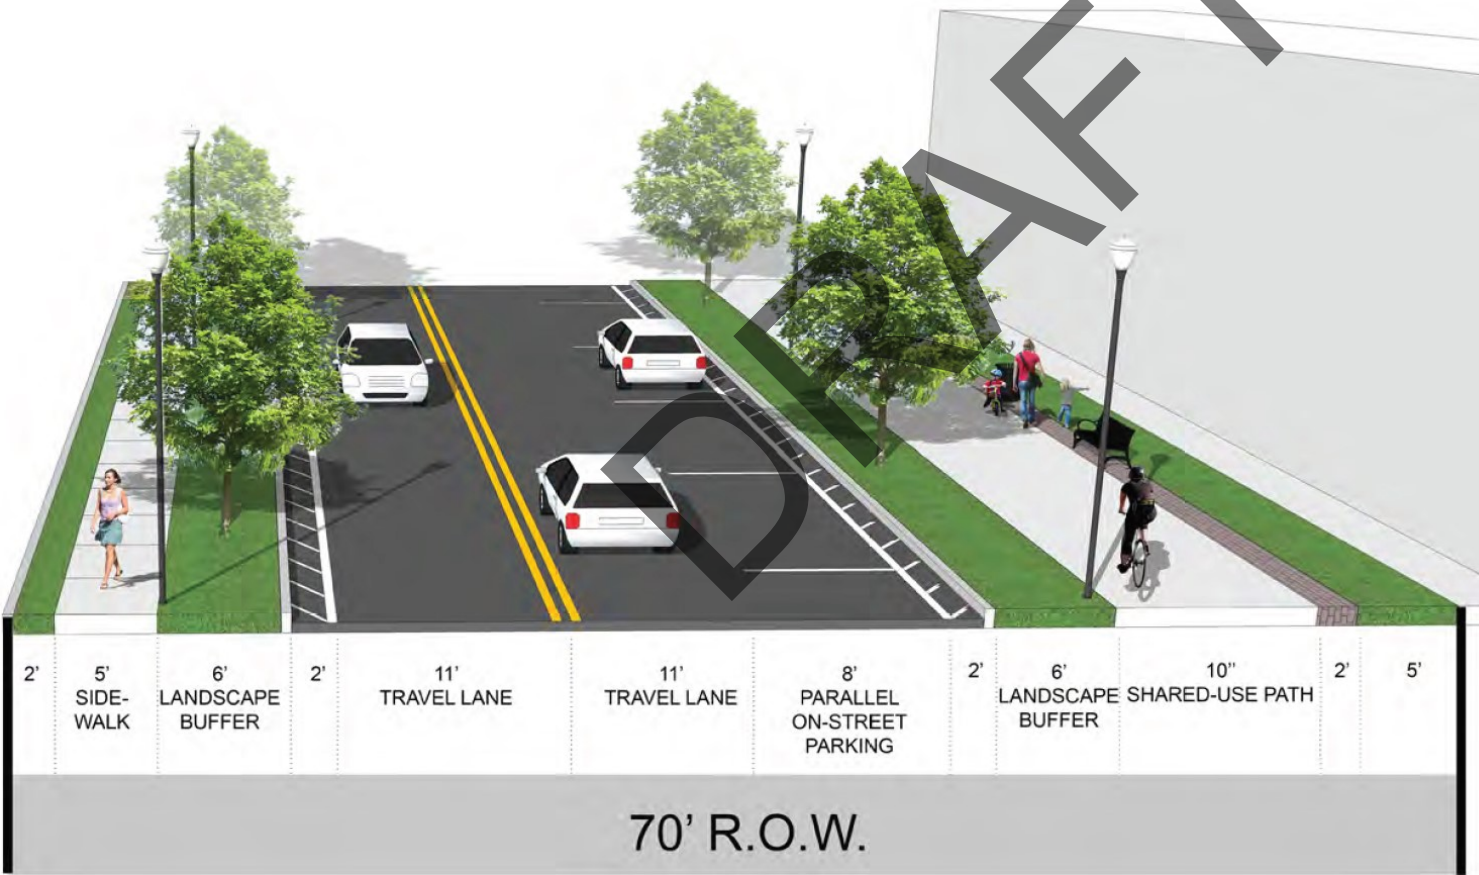 DRAFT
2'
5'
SIDE-
WALK
6'
LANDSCAPE
BUFFER
2'
11'
TRAVEL LANE
11'
TRAVEL LANE
8'
PARALLEL
ON-STREET
PARKING
2'
6'
LANDSCAPE
BUFFER
10''
SHARED-USE PATH
2'
5'
70' R.O.W.